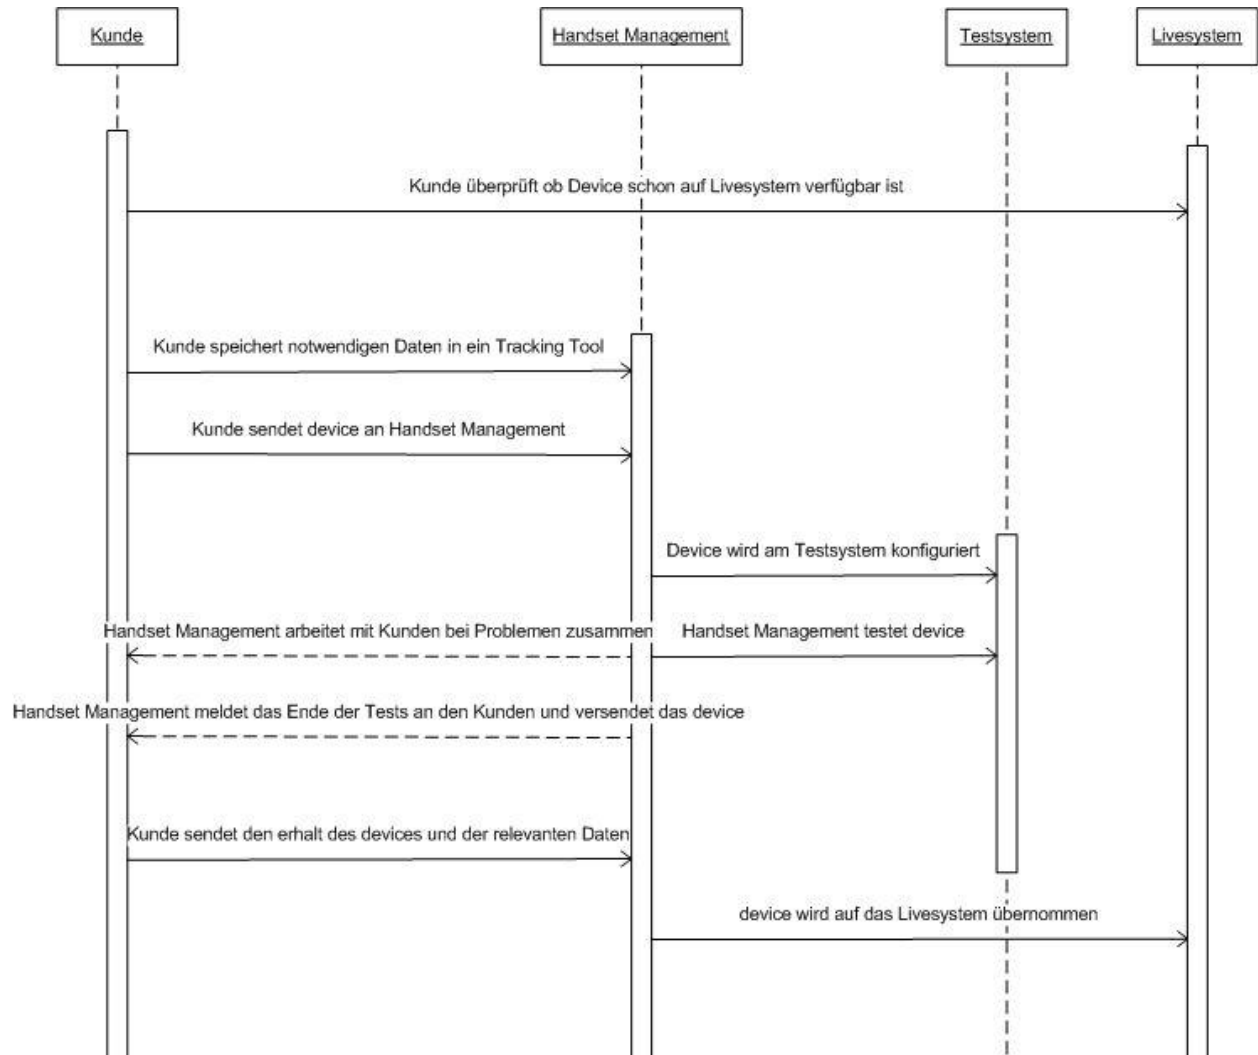 Kunde
Handset Management
Testsystem
Livesystem
Kunde überprüft ob Device schon auf Livesystem verfügbar ist
Kunde speichert notwendigen Daten in ein Tracking Tool
Kunde sendet device an Handset Management
Device wird am Testsystem konfiguriert
Handset Management arbeitet mit Kunden bei Problemen zusammen
Handset Management testet device
Handset Management meldet das Ende der Tests an den Kunden und versendet das device
Kunde sendet den erhalt des devices und der relevanten Daten
device wird auf das Livesystem übernommen